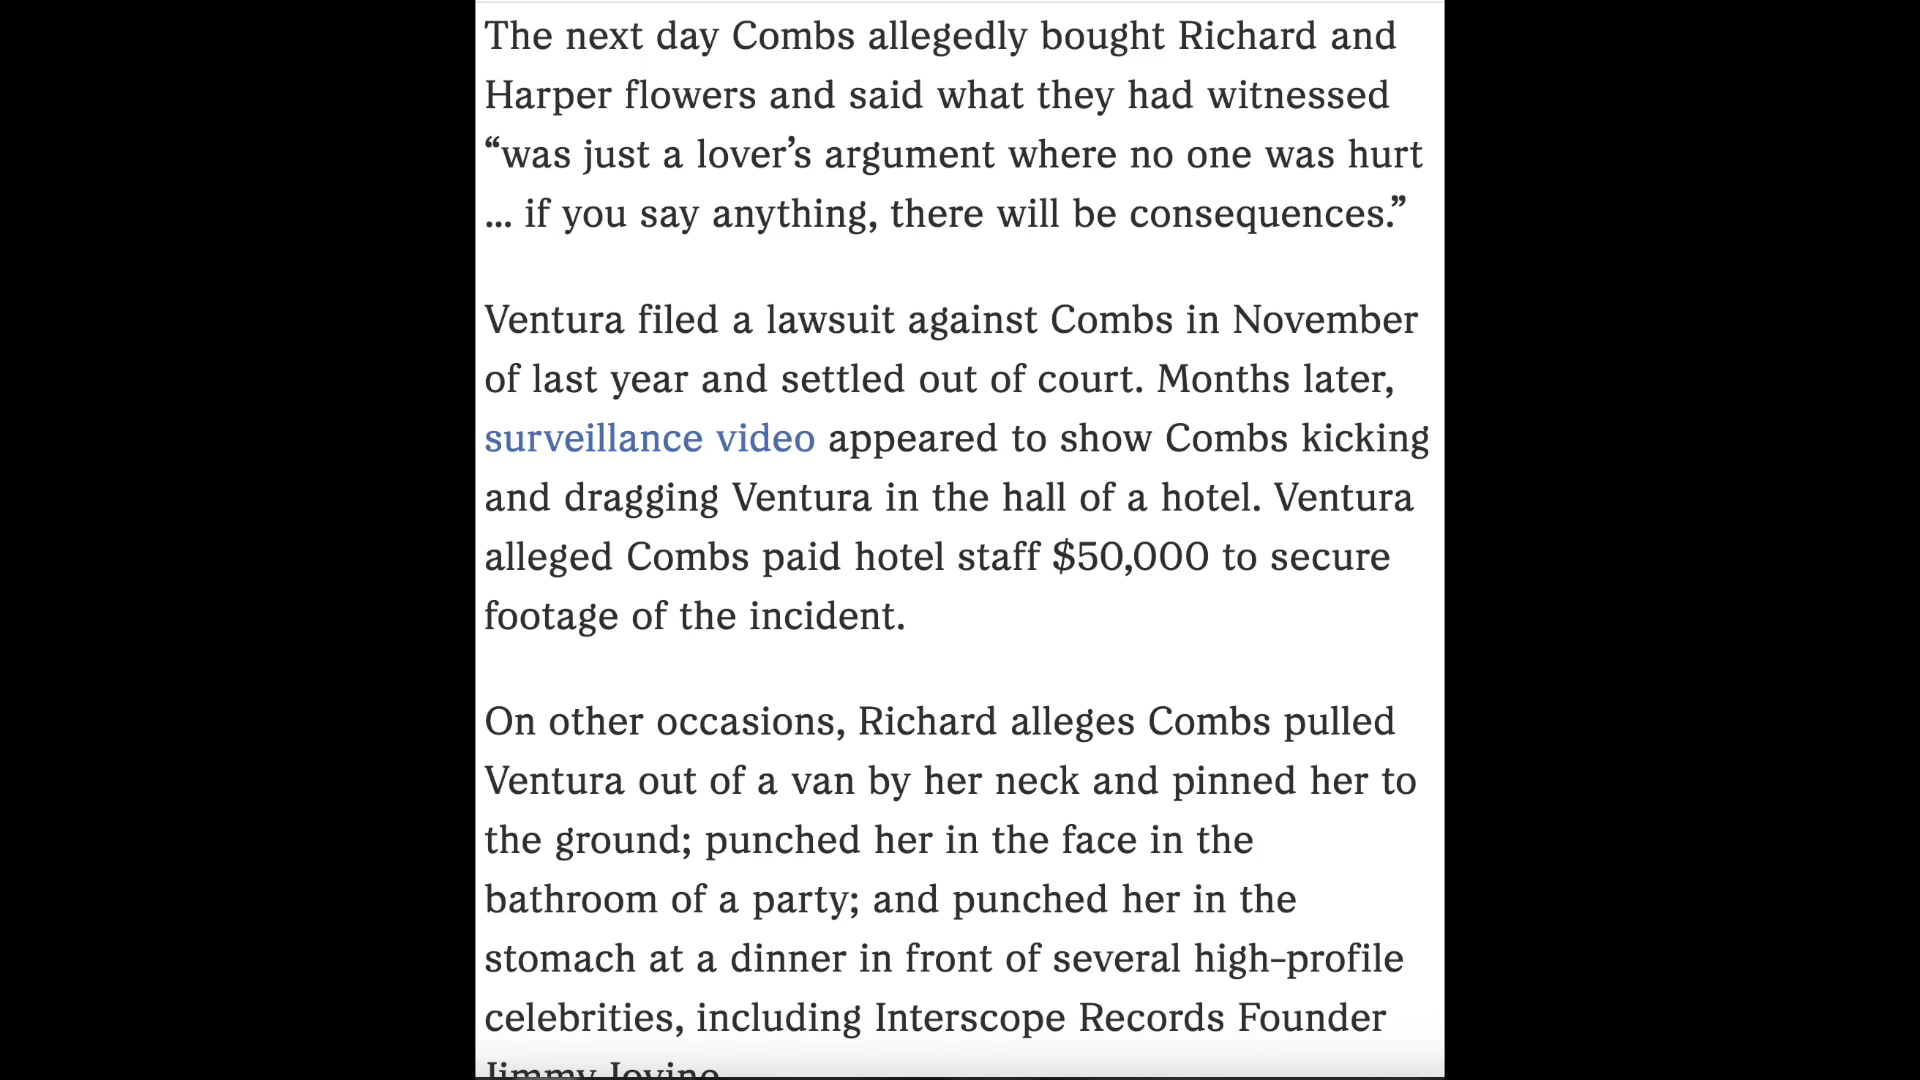 The next day Combs allegedly bought Richard and
Harper flowers and said what they had witnessed
“was just a lover’s argument where no one was hurt
... if you say anything, there will be consequences.”
Ventura filed a lawsuit against Combs in November
of last year and settled out of court. Months later,
surveillance video appeared to show Combs kicking
and dragging Ventura in the hall of a hotel. Ventura
alleged Combs paid hotel staff $50,000 to secure
footage of the incident.
On other occasions, Richard alleges Combs pulled
Ventura out of a van by her neck and pinned her to
the ground; punched her in the face in the
bathroom of a party; and punched her in the
stomach at a dinner in front of several high-profile
celebrities, including Interscope Records Founder
Jimmy Iovine